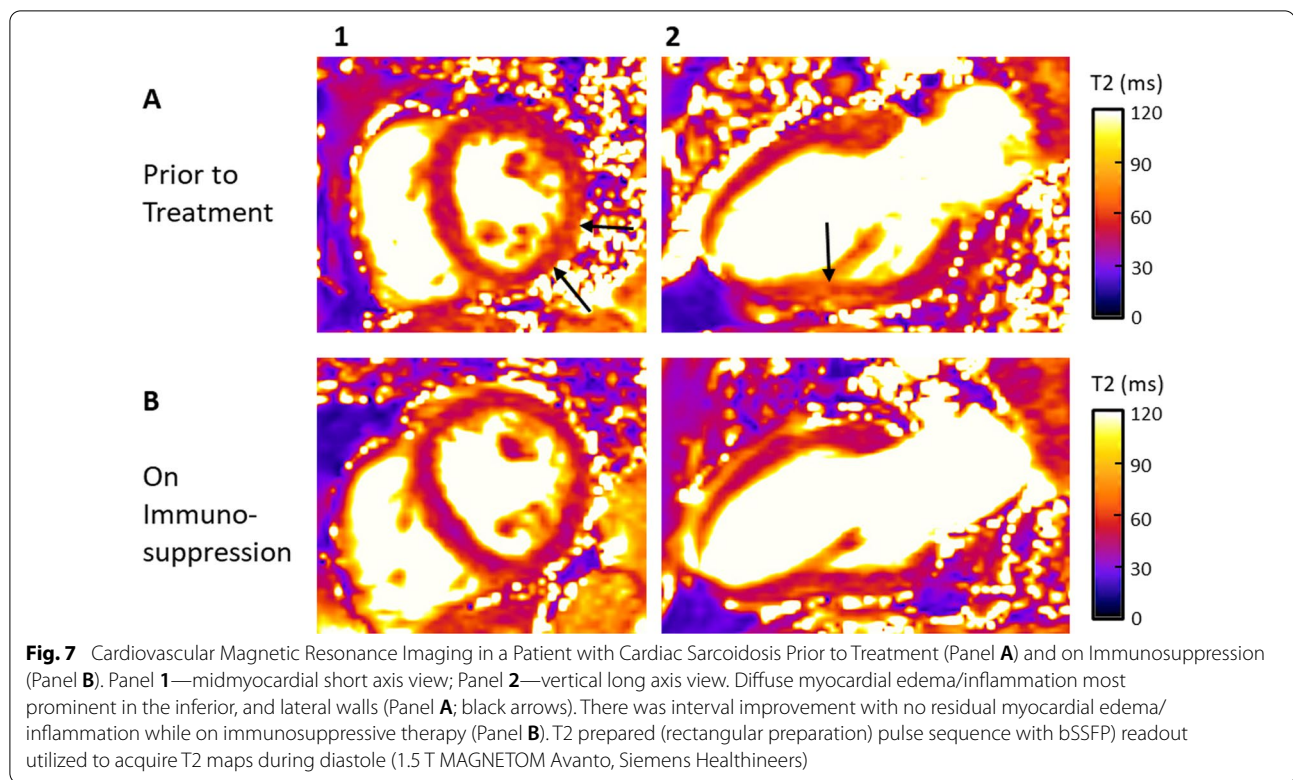 1
2
A
Prior to
Treatment
T2 (ms)
120
90
60
30
0
B
On
Immuno-
suppression
T2 (ms)
120
90
60
30
0
Fig. 7 Cardiovascular Magnetic Resonance Imaging in a Patient with Cardiac Sarcoidosis Prior to Treatment (Panel A) and on Immunosuppression
(Panel B). Panel 1—midmyocardial short axis view; Panel 2—vertical long axis view. Diffuse myocardial edema/inflammation most
prominent in the inferior, and lateral walls (Panel A; black arrows). There was interval improvement with no residual myocardial edema/
inflammation while on immunosuppressive therapy (Panel B). T2 prepared (rectangular preparation) pulse sequence with bSSFP) readout
utilized to acquire T2 maps during diastole (1.5 T MAGNETOM Avanto, Siemens Healthineers)